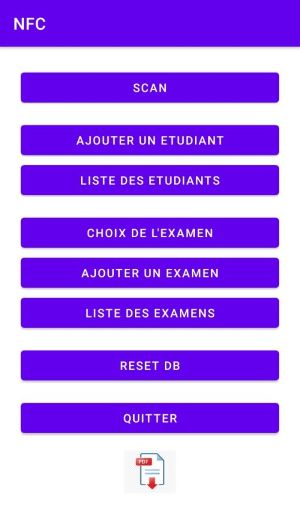 NFC
SCAN
AJOUTER UN ETUDIANT
LISTE DES ETUDIANTS
CHOIX DE L'EXAMEN
AJOUTER UN EXAMEN
LISTE DES EXAMENS
RESET DB
QUITTER
PDF